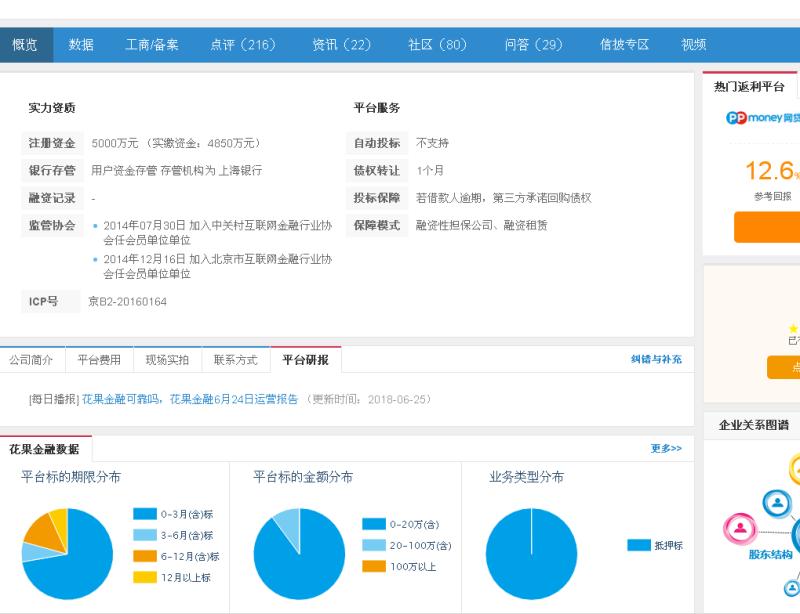 概览 数据 工商/备案 点评（216） 资讯（22） 社区（80） 问答（29） 信披专区 视频
实力资质
注册资金 5000万元 （实缴资金：4850万元）
银行存管 用户资金存管 存管机构为 上海银行
融资记录 -
监管协会 • 2014年07月30日 加入中关村互联网金融行业协
会任会员单位单位
• 2014年12月16日 加入北京市互联网金融行业协
会任会员单位单位
ICP号 京B2-20160164
平台服务
自动投标 不支持
债权转让 1个月
投标保障 若借款人逾期，第三方承诺回购债权
保障模式 融资性担保公司、融资租赁
热门返利平台
PPmoney网贷
12.6%
参考回报
公司简介 平台费用 现场实拍 联系方式 平台研报 纠错与补充
[每日播报] 花果金融可靠吗，花果金融6月24日运营报告 （更新时间：2018-06-25）
花果金融数据 更多>>
平台标的期限分布
0-3月(含)标
3-6月(含)标
6-12月(含)标
12月以上标
平台标的金额分布
0-20万(含)
20-100万(含)
100万以上
业务类型分布
抵押标
企业关系图谱
股东结构